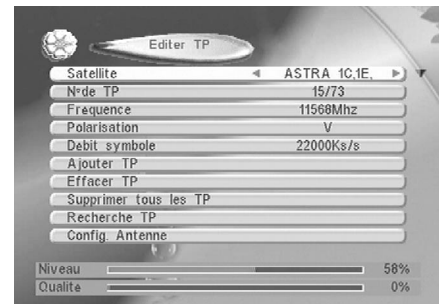 Editer TP
Satellite ASTRA 1C,1E,
Nºde TP 15/73
Frequence 11568Mhz
Polarisation V
Debit symbole 22000Ks/s
Ajouter TP
Effacer TP
Supprimer tous les TP
Recherche TP
Config. Antenne
Niveau 58%
Qualite 0%